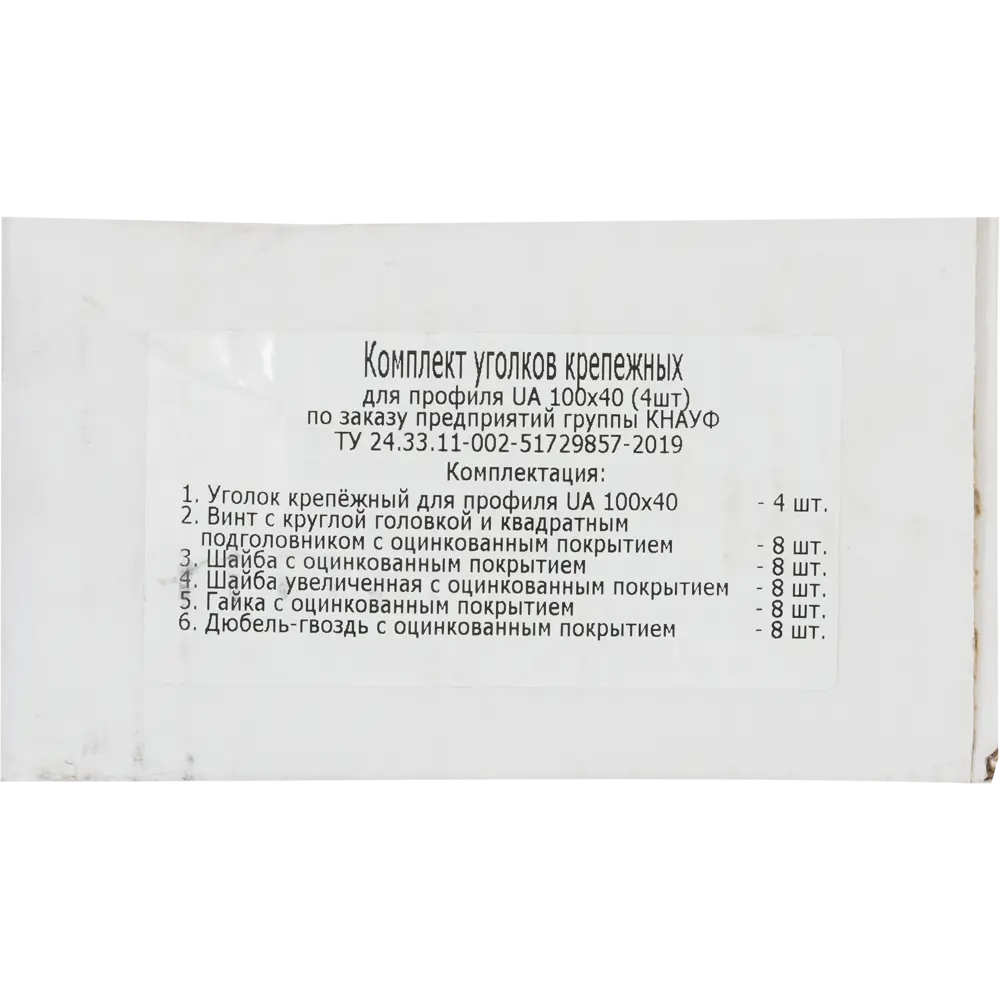 Комплект уголков крепежных
для профиля UA 100x40 (4шт)
по заказу предприятий группы КНАУФ
ТУ 24.33.11-002-51729857-2019
Комплектация:
1. Уголок крепёжный для профиля UA 100x40 - 4 шт.
2. Винт с круглой головкой и квадратным
подголовником с оцинкованным покрытием - 8 шт.
3. Шайба с оцинкованным покрытием - 8 шт.
4. Шайба увеличенная с оцинкованным покрытием - 8 шт.
5. Гайка с оцинкованным покрытием - 8 шт.
6. Дюбель-гвоздь с оцинкованным покрытием - 8 шт.